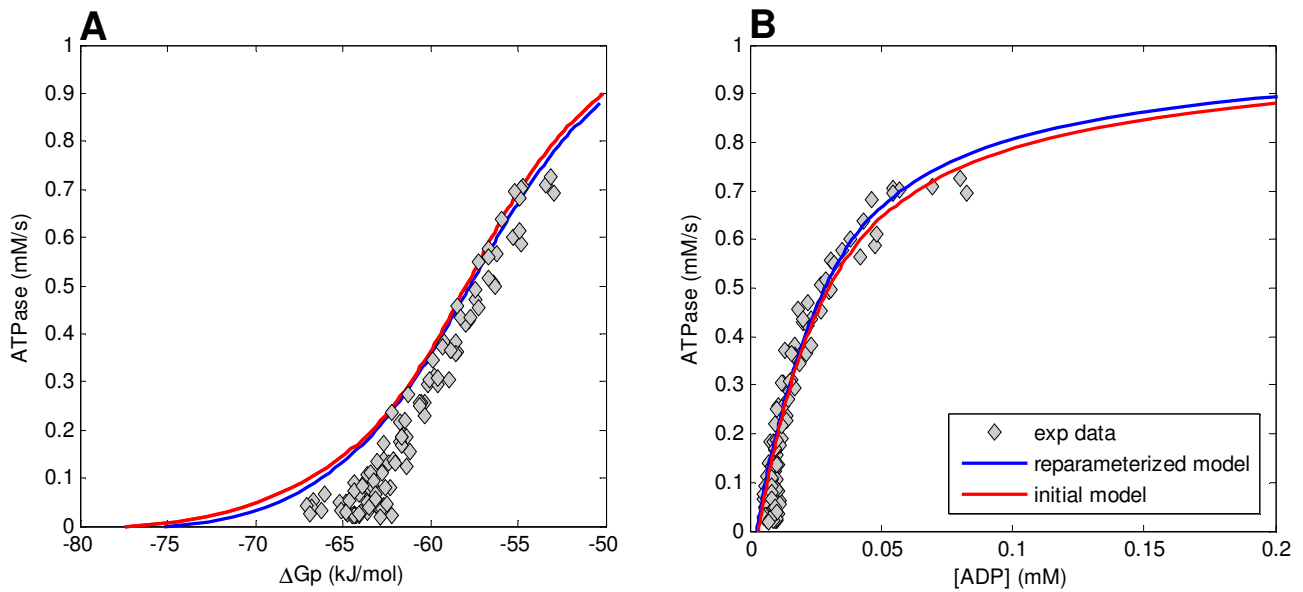 A
1
0.9
0.8
0.7
0.6
0.5
0.4
0.3
0.2
0.1
0
ATPase (mM/s)
-80 -75 -70 -65 -60 -55 -50
ΔGp (kJ/mol)
B
1
0.9
0.8
0.7
0.6
0.5
0.4
0.3
0.2
0.1
0
ATPase (mM/s)
0 0.05 0.1 0.15 0.2
[ADP] (mM)
exp data
reparameterized model
initial model